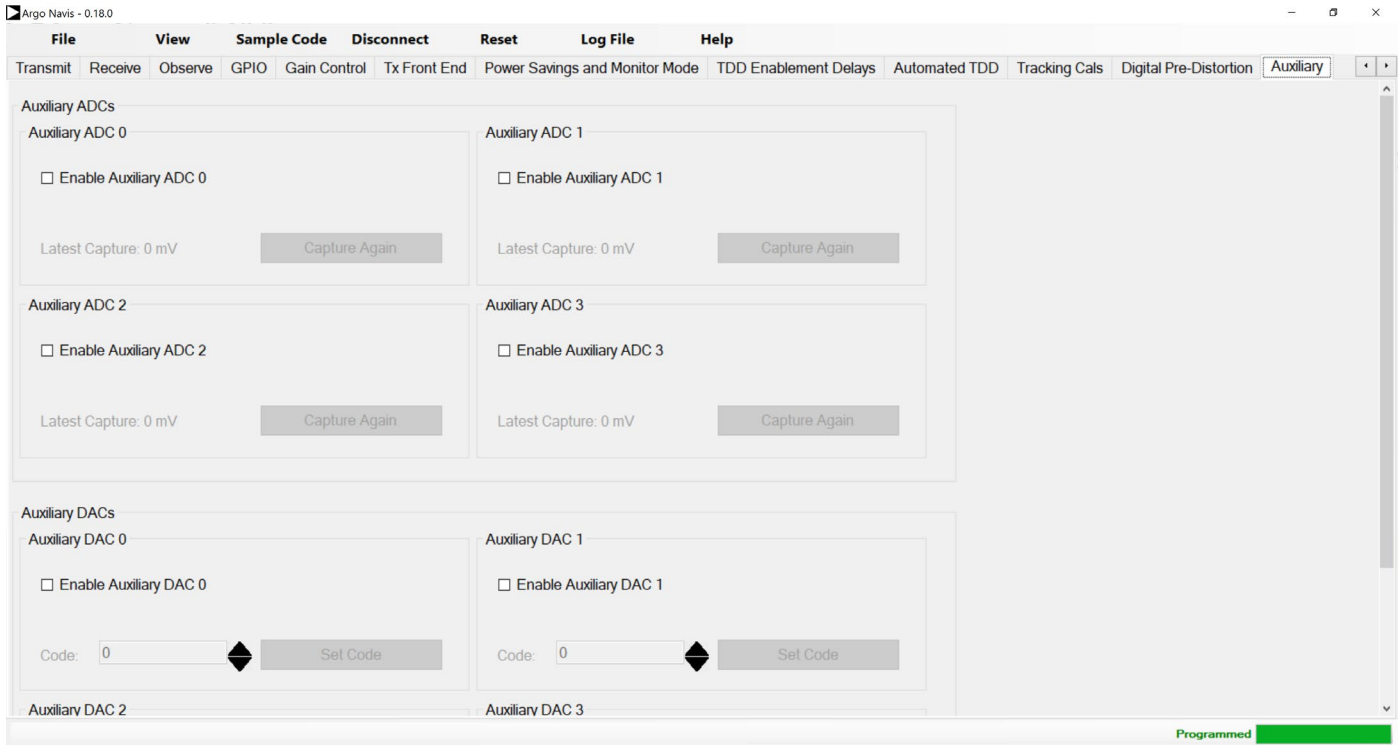 Argo Navis - 0.18.0
File View Sample Code Disconnect Reset Log File Help
Transmit Receive Observe GPIO Gain Control Tx Front End Power Savings and Monitor Mode TDD Enablement Delays Automated TDD Tracking Cals Digital Pre-Distortion Auxiliary
Auxiliary ADCs
Auxiliary ADC 0 Auxiliary ADC 1
Enable Auxiliary ADC 0 Enable Auxiliary ADC 1
Latest Capture: 0 mV Capture Again Latest Capture: 0 mV Capture Again
Auxiliary ADC 2 Auxiliary ADC 3
Enable Auxiliary ADC 2 Enable Auxiliary ADC 3
Latest Capture: 0 mV Capture Again Latest Capture: 0 mV Capture Again
Auxiliary DACs
Auxiliary DAC 0 Auxiliary DAC 1
Enable Auxiliary DAC 0 Enable Auxiliary DAC 1
Code: 0 Set Code Code: 0 Set Code
Auxiliary DAC 2 Auxiliary DAC 3
Programmed